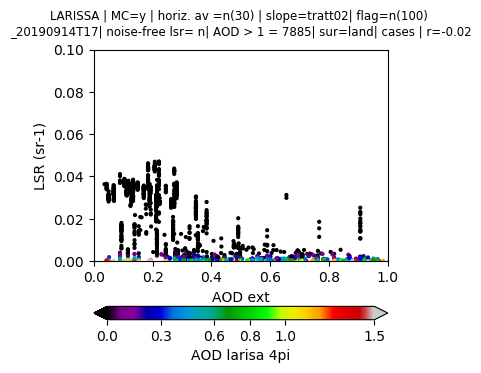 LARISSA | MC=y | horiz. av =n(30) | slope=tratt02| flag=n(100)
_20190914T17| noise-free lsr= n| AOD > 1 = 7885| sur=land| cases | r=-0.02
0.10
0.08
0.06
0.04
0.02
0.00
LSR (sr-1)
0.0 0.2 0.4 0.6 0.8 1.0
AOD ext
0.0 0.3 0.6 0.8 1.0 1.5
AOD larisa 4pi